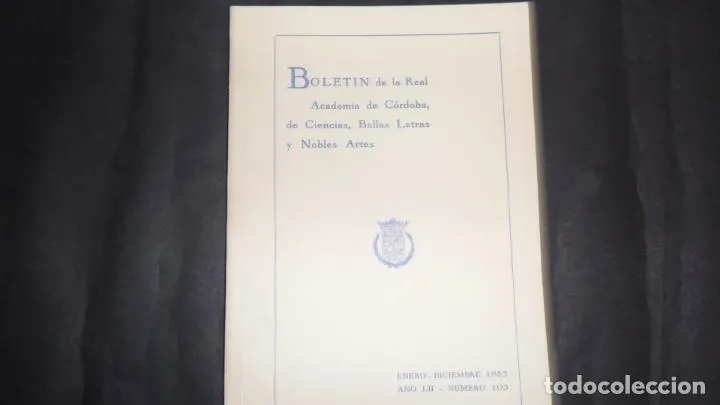 BOLETIN de la Real
Academia de Córdoba,
de Ciencias, Bellas Letras
y Nobles Artes
ENERO - DICIEMBRE 1982
AÑO LII - NUMERO 103
todocoleccion